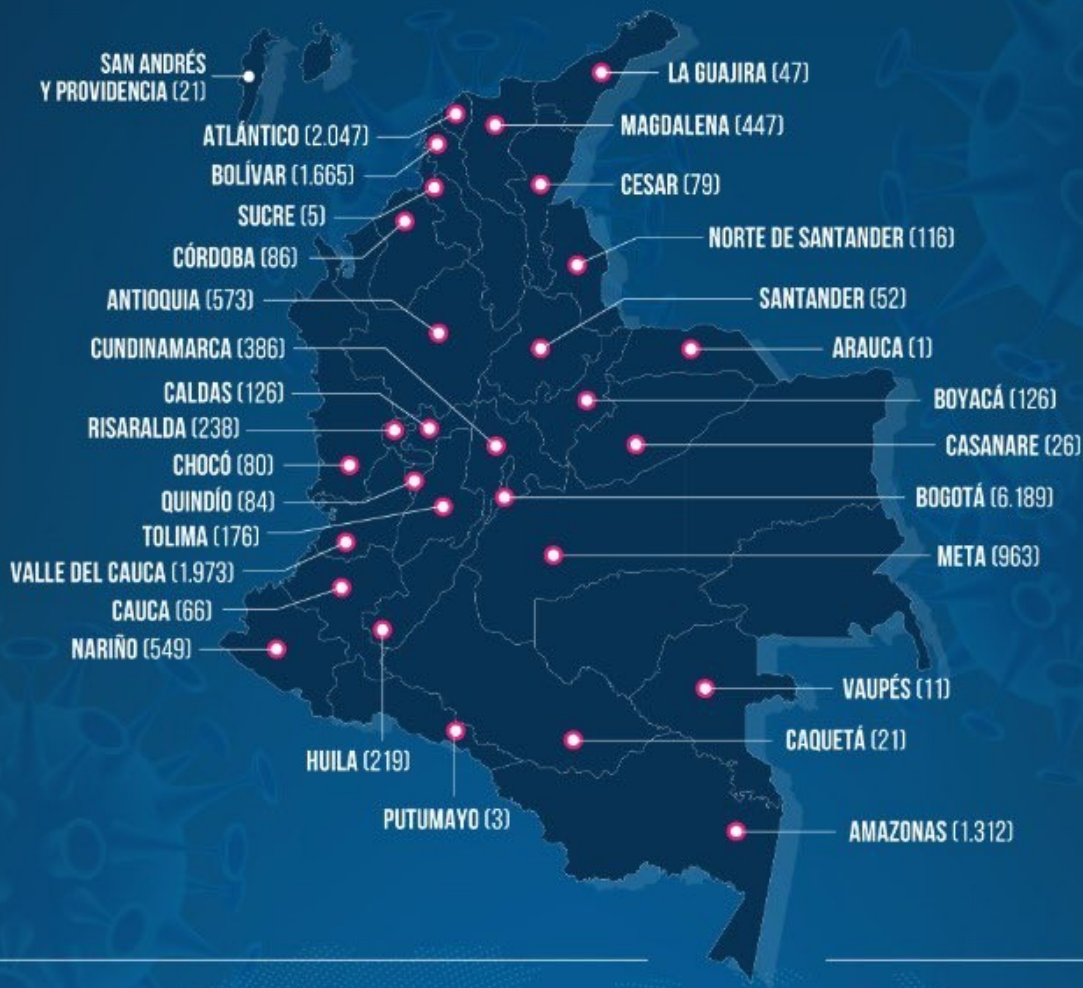 SAN ANDRÉS
Y PROVIDENCIA (21)
ATLÁNTICO (2.047)
BOLÍVAR (1.665)
SUCRE (5)
CÓRDOBA (86)
ANTIOQUIA (573)
CUNDINAMARCA (386)
CALDAS (126)
RISARALDA (238)
CHOCÓ (80)
QUINDÍO (84)
TOLIMA (176)
VALLE DEL CAUCA (1.973)
CAUCA (66)
NARIÑO (549)
HUILA (219)
PUTUMAYO (3)
LA GUAJIRA (47)
MAGDALENA (447)
CESAR (79)
NORTE DE SANTANDER (116)
SANTANDER (52)
ARAUCA (1)
BOYACÁ (126)
CASANARE (26)
BOGOTÁ (6.189)
META (963)
VAUPÉS (11)
CAQUETÁ (21)
AMAZONAS (1.312)